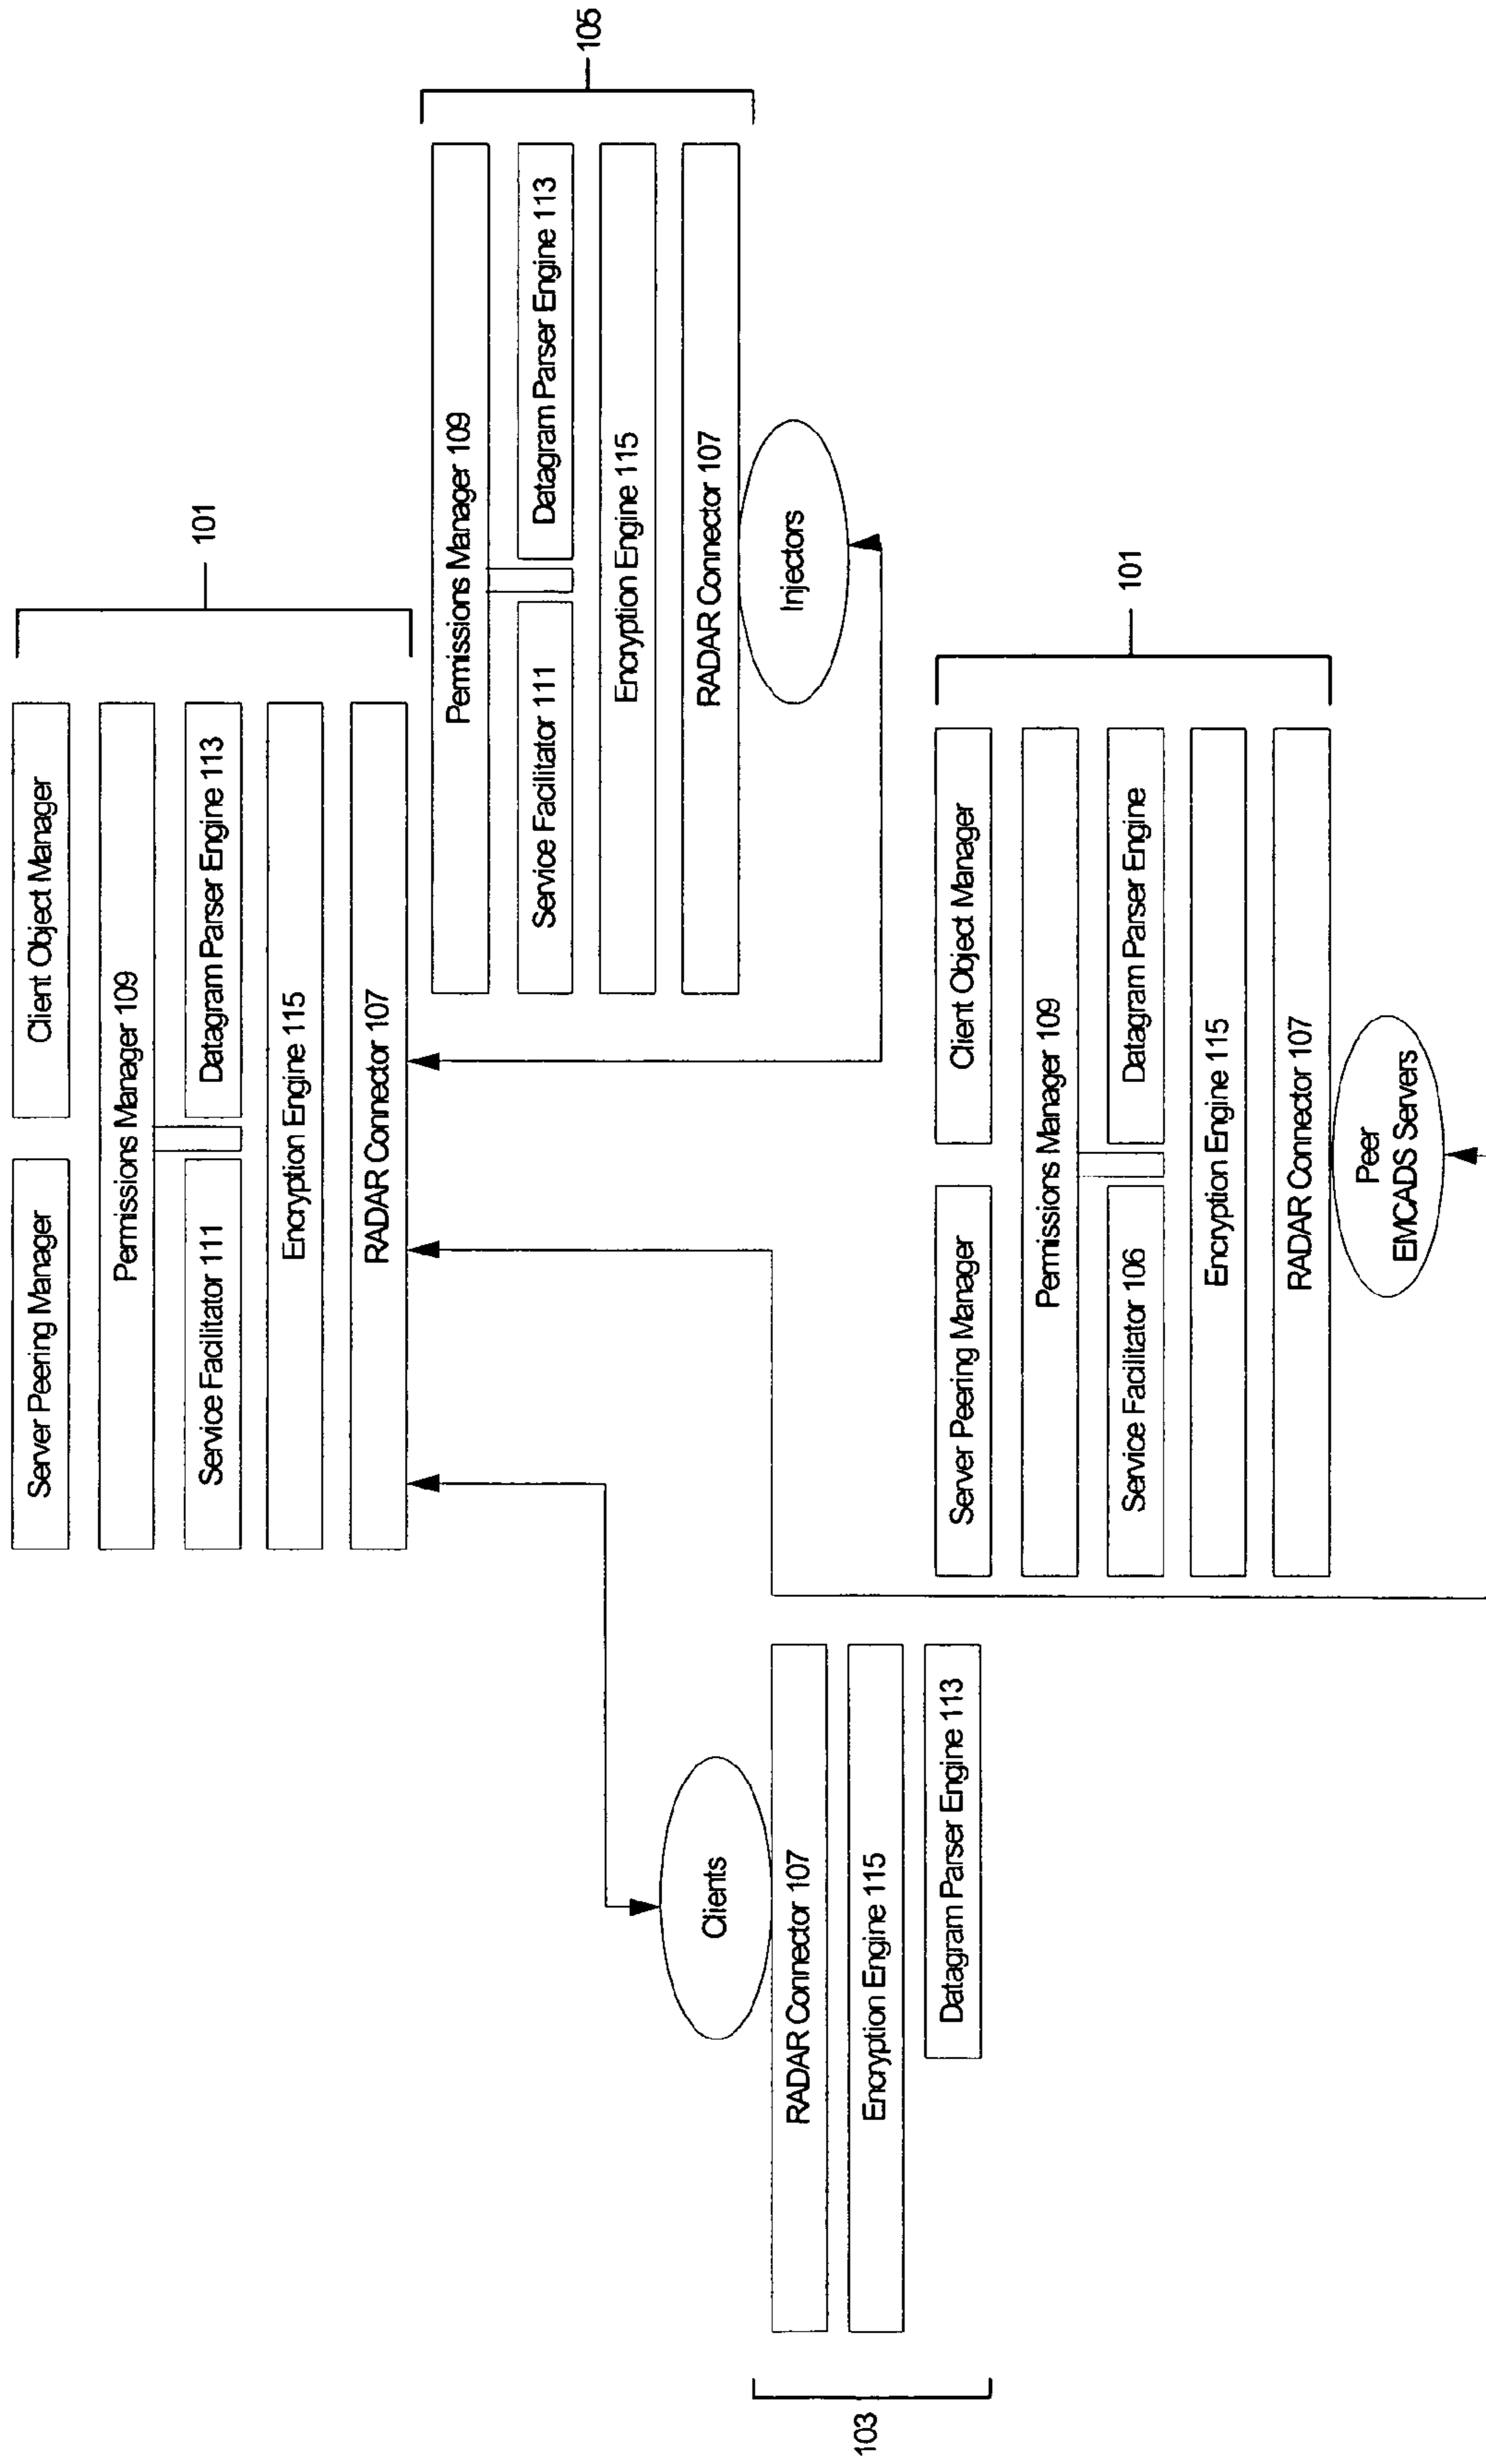 Server Peering Manager
Client Object Manager
Permissions Manager 109
Service Facilitator 111
Datagram Parser Engine 113
Encryption Engine 115
RADAR Connector 107
101
Permissions Manager 109
Service Facilitator 111
Datagram Parser Engine 113
Encryption Engine 115
RADAR Connector 107
Injectors
105
Clients
RADAR Connector 107
Encryption Engine 115
Datagram Parser Engine 113
103
Server Peering Manager
Client Object Manager
Permissions Manager 109
Service Facilitator 106
Datagram Parser Engine
Encryption Engine 115
RADAR Connector 107
Peer
EMCADS Servers
101